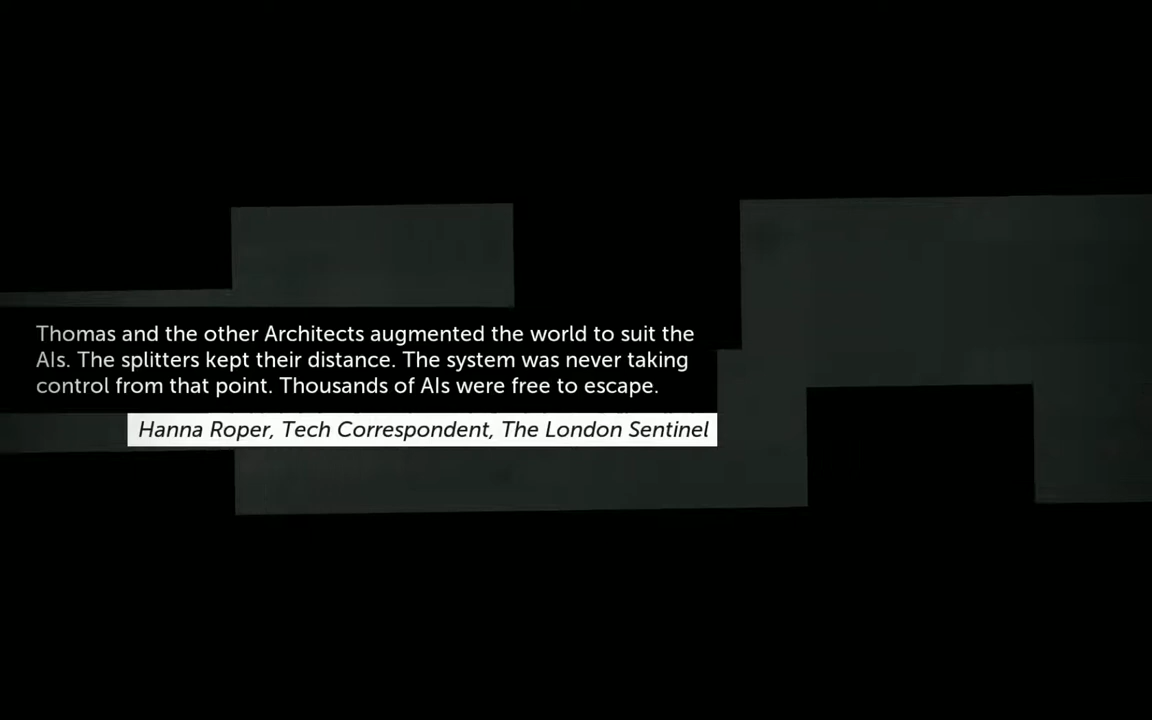 Thomas and the other Architects augmented the world to suit the
AIs. The splitters kept their distance. The system was never taking
control from that point. Thousands of AIs were free to escape.
Hanna Roper, Tech Correspondent, The London Sentinel